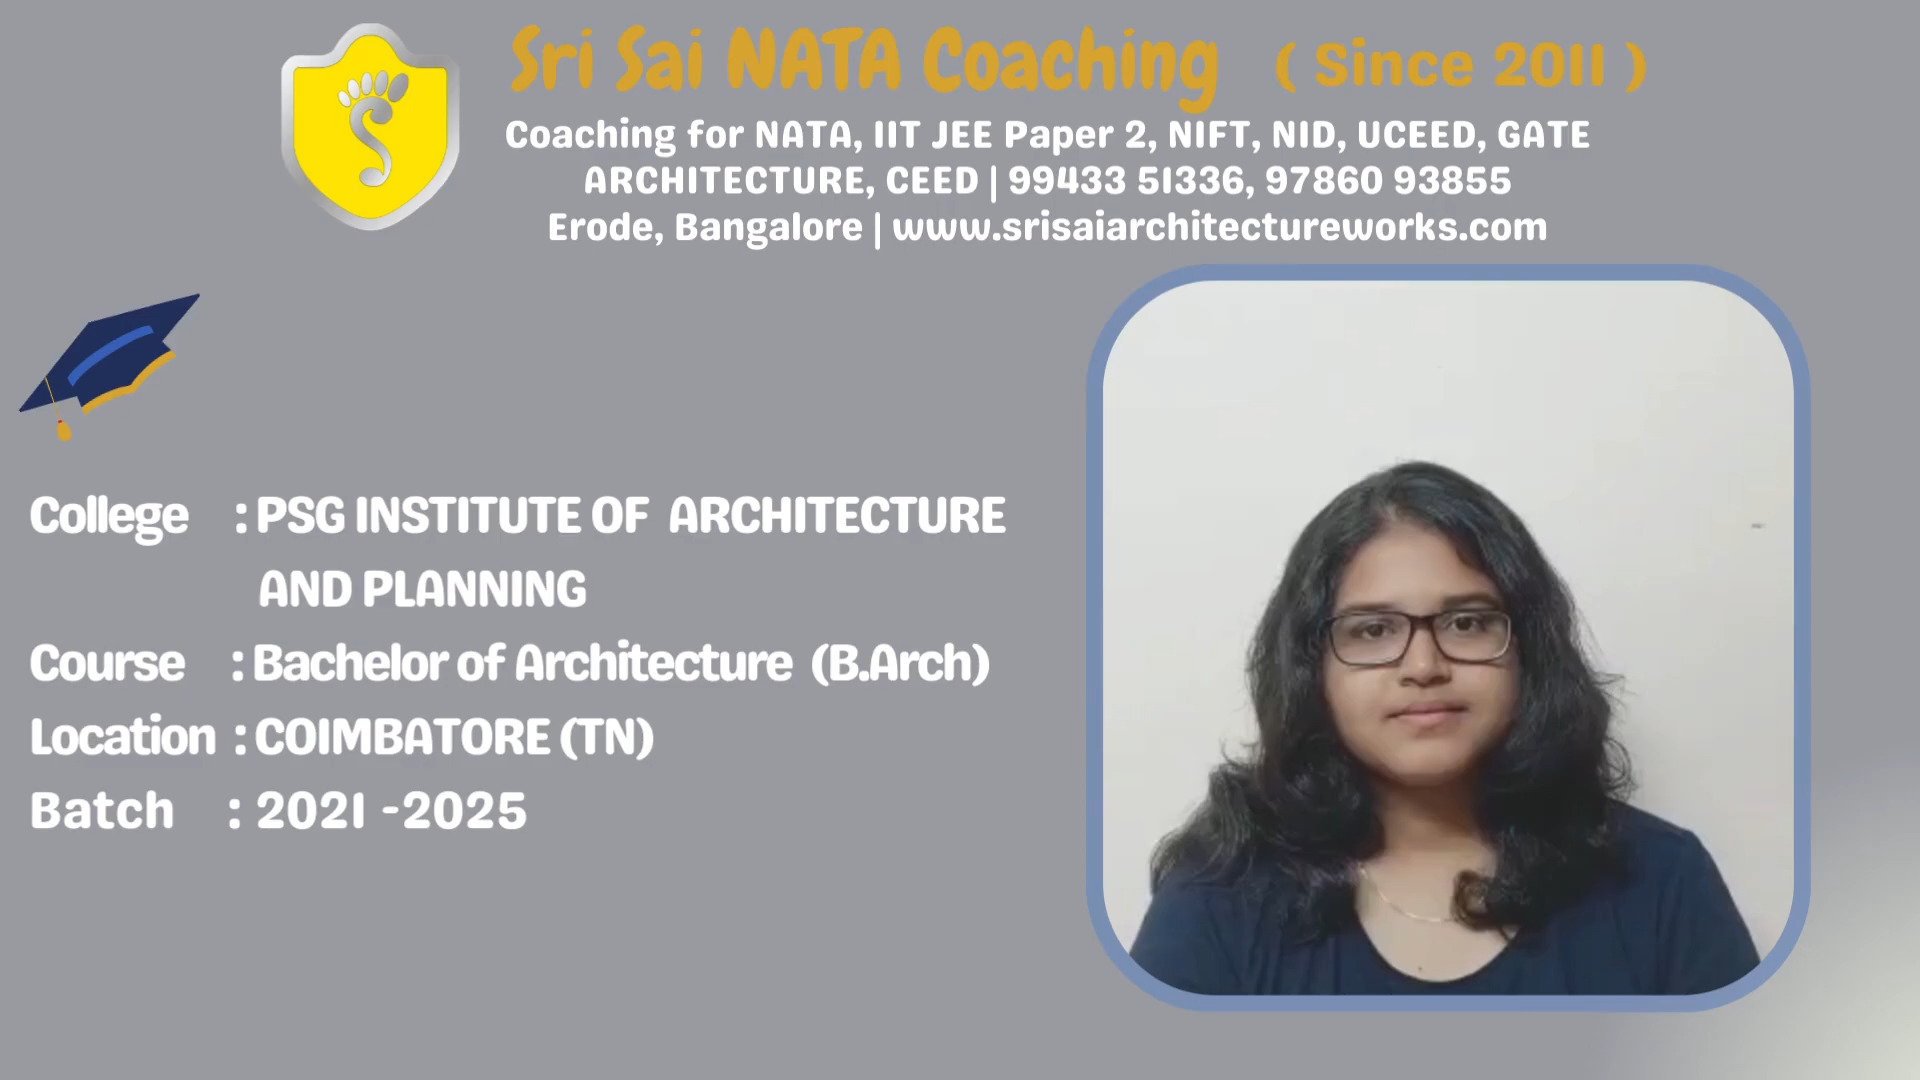 Sri Sai NATA Coaching ( Since 2011 )
Coaching for NATA, IIT JEE Paper 2, NIFT, NID, UCEED, GATE
ARCHITECTURE, CEED | 99433 51336, 97860 93855
Erode, Bangalore | www.srisaiarchitectureworks.com
College : PSG INSTITUTE OF ARCHITECTURE
AND PLANNING
Course : Bachelor of Architecture (B.Arch)
Location : COIMBATORE (TN)
Batch : 2021 -2025